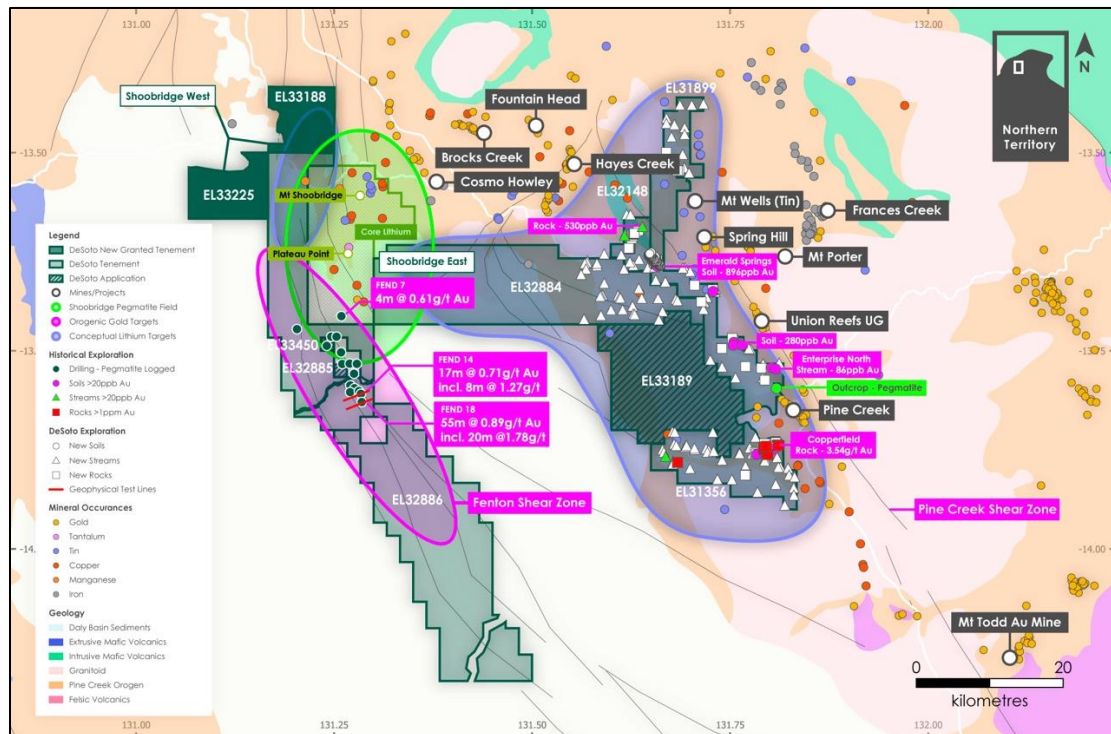 131.00
131.25
131.50
131.75
132.00
EL33188
Shoobridge West
Fountain Head
EL31899
N
Northern
Territory
-13.50
-13.50
Brocks Creek
Hayes Creek
EL33225
Mt Shoobridge
Cosmo Howley
EL32148
Mt Wells (Tin)
Frances Creek
Core Lithium
Rock - 530ppb Au
Spring Hill
Plateau Point
Shoobridge East
Emerald Springs
Soil - 896ppb Au
Mt Porter
FEND 7
4m @ 0.61g/t Au
EL32884
Union Reefs UG
-13.75
EL33450
Soil - 280ppb Au
EL32885
FEND 14
17m @ 0.71g/t Au
incl. 8m @ 1.27g/t
EL33189
Enterprise North
Stream - 86ppb Au
Outcrop - Pegmatite
FEND 18
55m @ 0.89g/t Au
incl. 20m @1.78g/t
Pine Creek
Copperfield
Rock - 3.54g/t Au
EL32886
Fenton Shear Zone
EL31356
Pine Creek Shear Zone
-14.00
-14.00
Mt Todd Au Mine
0
20
kilometres
131.00
131.25
131.50
131.75
132.00
Legend
DeSoto New Granted Tenement
DeSoto Tenement
DeSoto Application
Mines/Projects
Shoobridge Pegmatite Field
Orogenic Gold Targets
Conceptual Lithium Targets
Historical Exploration
Drilling - Pegmatite Logged
Soils >20ppb Au
Streams >20ppb Au
Rocks >1ppm Au
DeSoto Exploration
New Soils
New Streams
New Rocks
Geophysical Test Lines
Mineral Occurances
Gold
Tantalum
Tin
Copper
Manganese
Iron
Geology
Daly Basin Sediments
Extrusive Mafic Volcanics
Intrusive Mafic Volcanics
Granitoid
Pine Creek Orogen
Felsic Volcanics